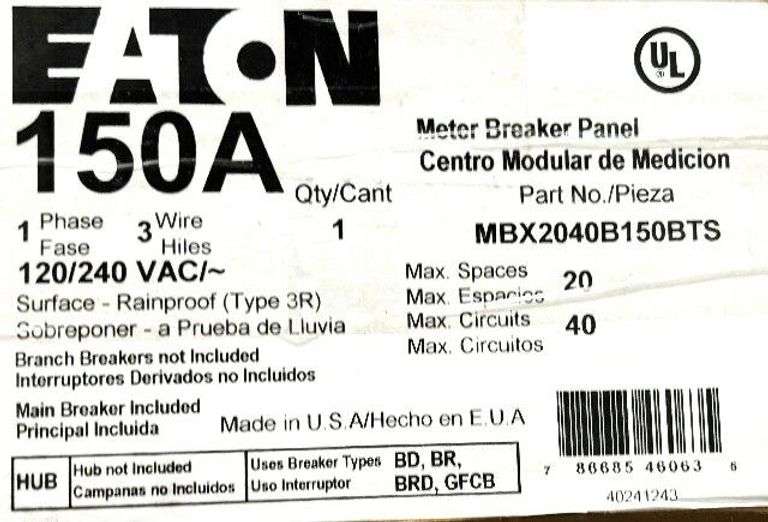 EATON
UL
150A
Meter Breaker Panel
Centro Modular de Medicion
Qty/Cant
Part No./Pieza
1 Phase 3 Wire
Fase Hiles
1
MBX2040B150BTS
120/240 VAC/~
Max. Spaces 20
Max. Espacios
Surface - Rainproof (Type 3R)
Sobreponer - a Prueba de Lluvia
Max. Circuits 40
Max. Circuitos
Branch Breakers not Included
Interruptores Derivados no Incluidos
Main Breaker Included
Principal Incluida
Made in U.S.A/Hecho en E.U.A
HUB
Hub not Included
Campanas no Incluidos
Uses Breaker Types BD, BR,
Uso Interruptor BRD, GFCB
7 86685 46063 6
40241243